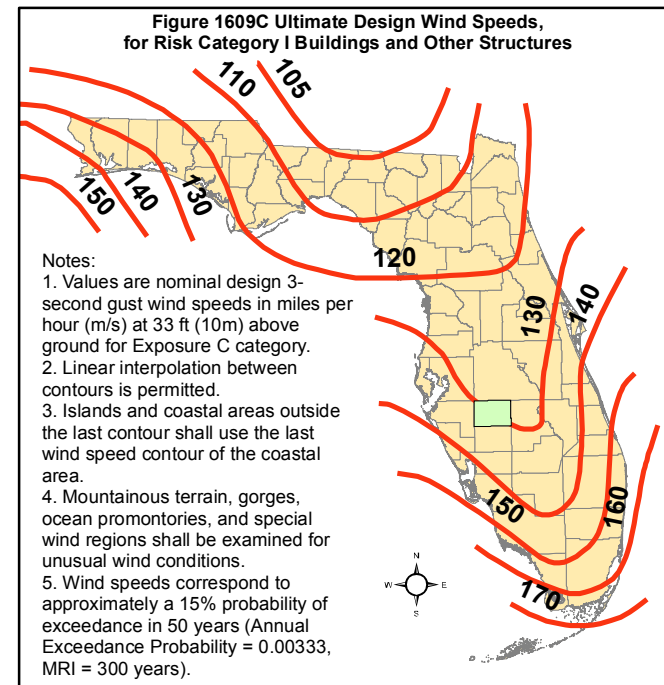 Figure 1609C Ultimate Design Wind Speeds,
for Risk Category I Buildings and Other Structures
105
110
150
140
130
120
Notes:
1. Values are nominal design 3-
second gust wind speeds in miles per
hour (m/s) at 33 ft (10m) above
ground for Exposure C category.
2. Linear interpolation between
contours is permitted.
3. Islands and coastal areas outside
the last contour shall use the last
wind speed contour of the coastal
area.
4. Mountainous terrain, gorges,
ocean promontories, and special
wind regions shall be examined for
unusual wind conditions.
5. Wind speeds correspond to
approximately a 15% probability of
exceedance in 50 years (Annual
Exceedance Probability = 0.00333,
MRI = 300 years).
130
140
150
160
170
N
W E
S